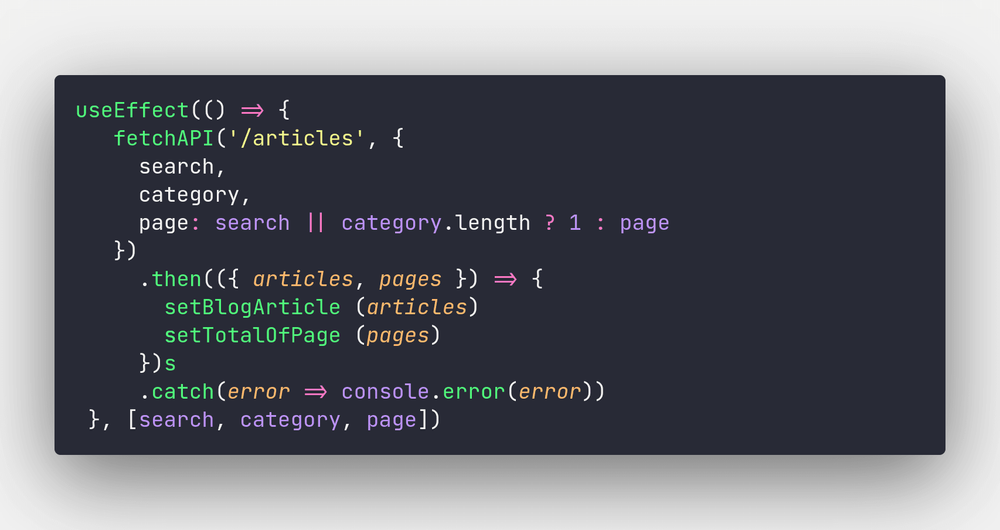 useEffect(() => {
fetchAPI('/articles', {
search,
category,
page: search || category.length ? 1 : page
})
.then(({ articles, pages }) => {
setBlogArticle (articles)
setTotalOfPage (pages)
})s
.catch(error => console.error(error))
}, [search, category, page])